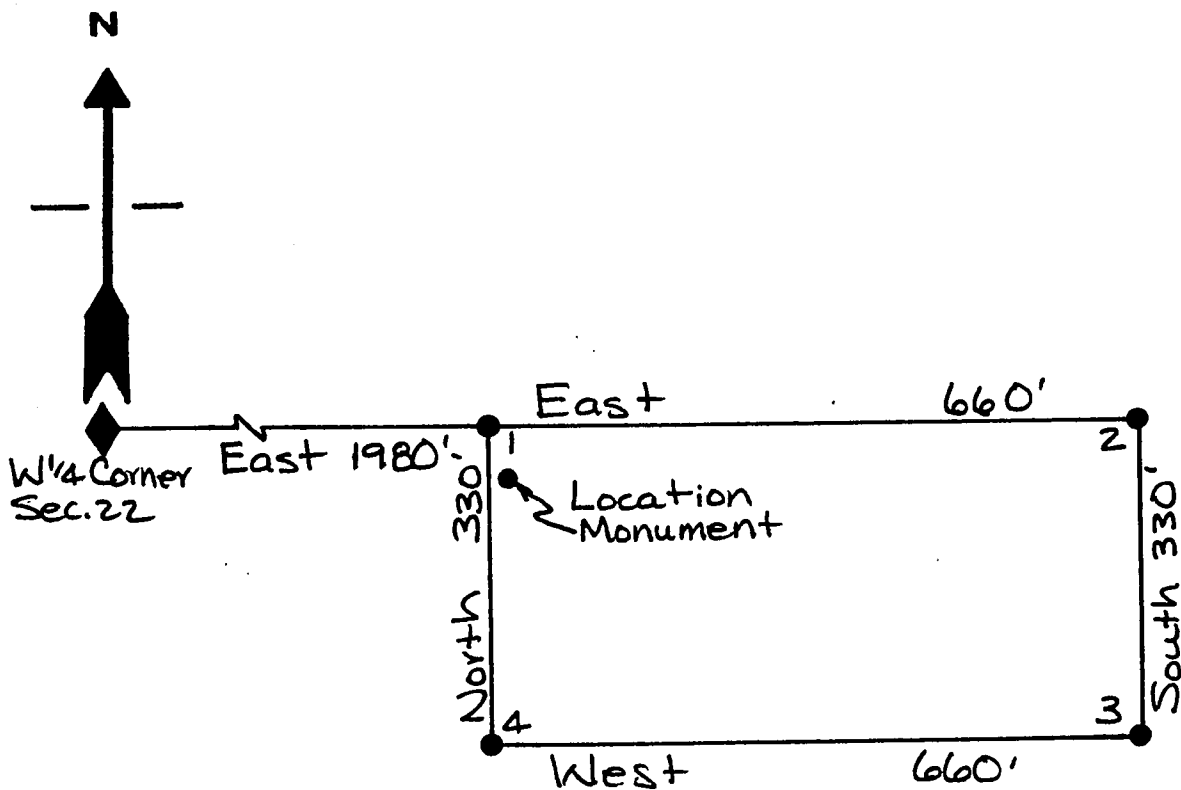 N
East 660'
1
2
East 1980'-
W1/4 Corner
Sec. 22
Location
Monument
North 330'
South 330'
4
3
West 660'